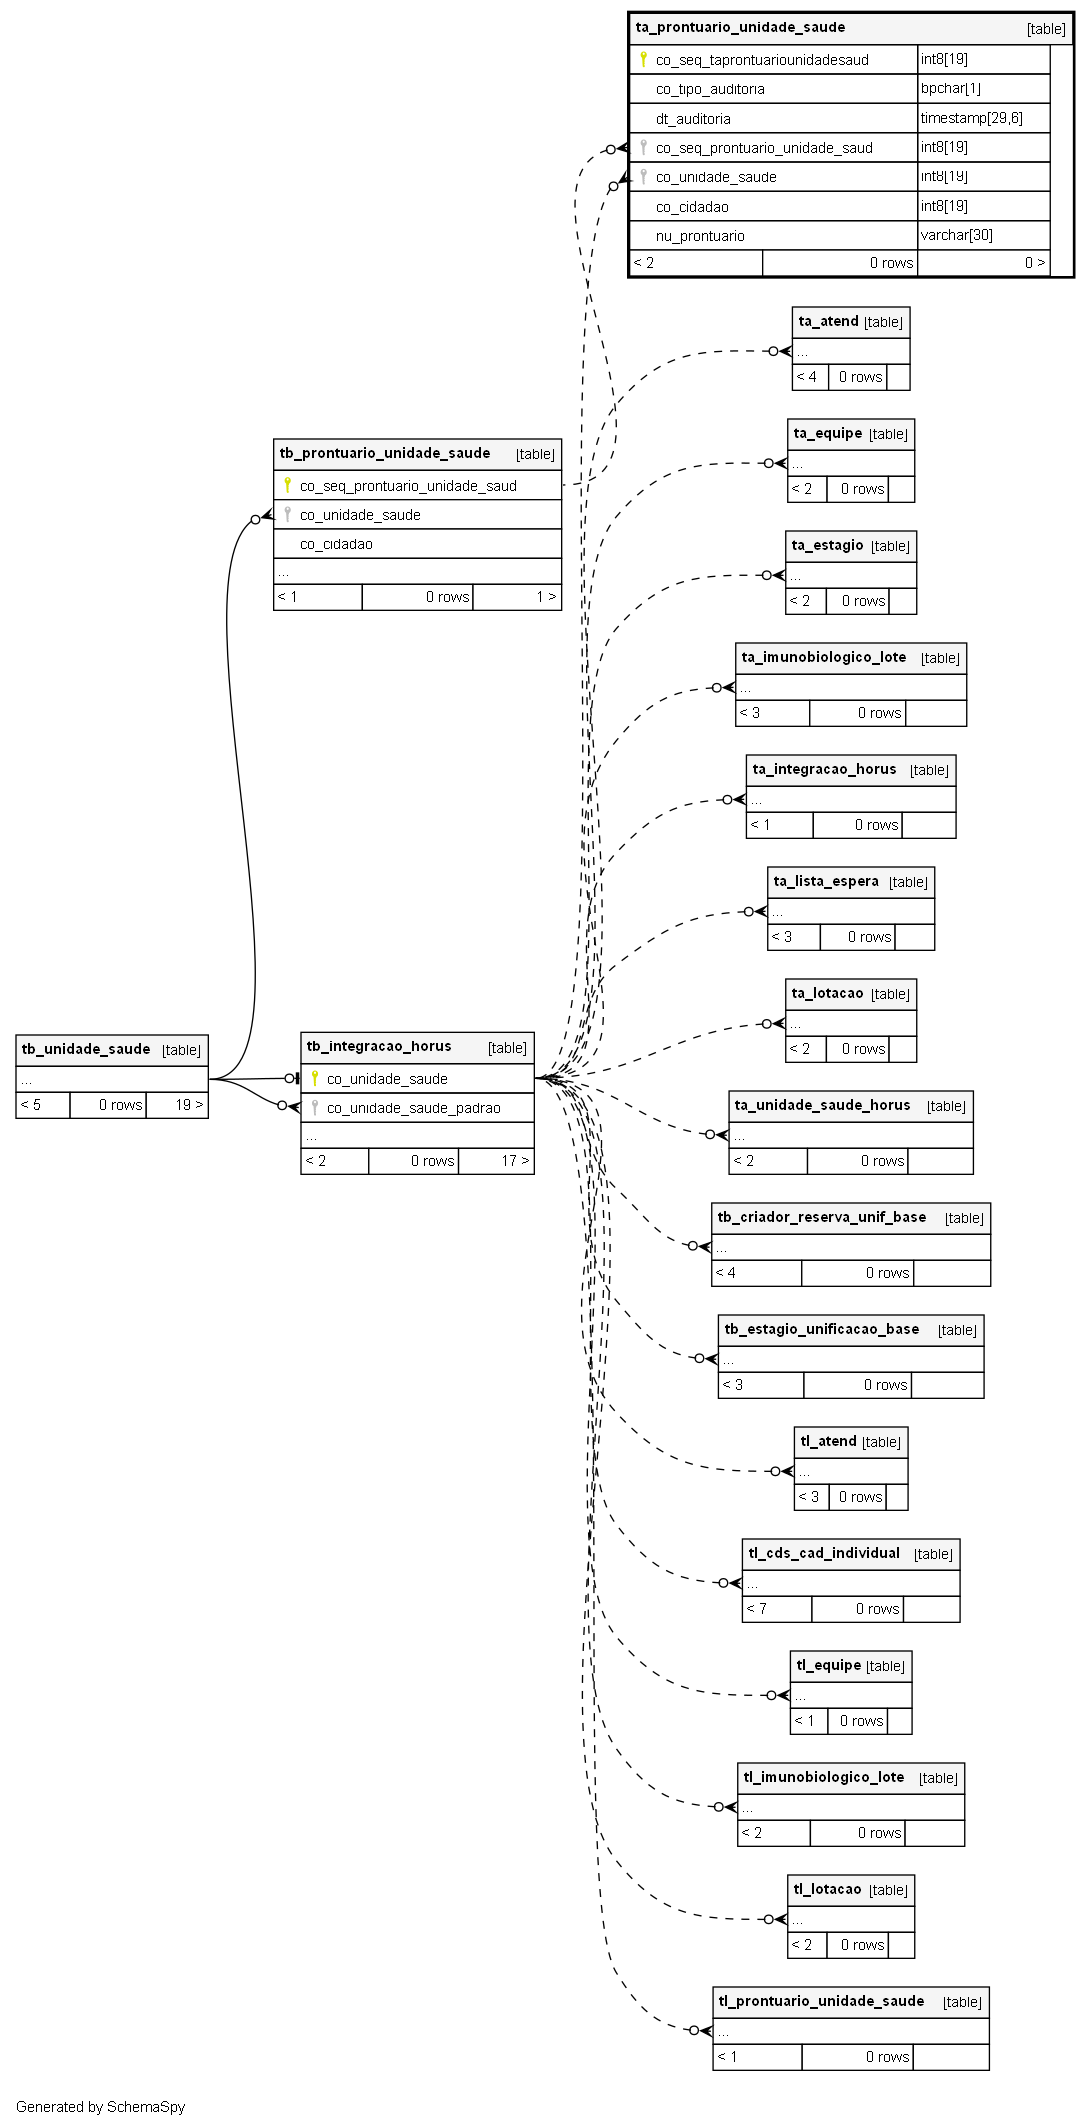 ta_prontuario_unidade_saude [table]
co_seq_taprontuariounidadesaud int8[19]
co_tipo_auditoria bpchar[1]
dt_auditoria timestamp[29,6]
co_seq_prontuario_unidade_saud int8[19]
co_unidade_saude int8[19]
co_cidadao int8[19]
nu_prontuario varchar[30]
< 2 0 rows 0 >
ta_atend [table]
...
< 4 0 rows
ta_equipe [table]
...
< 2 0 rows
tb_prontuario_unidade_saude [table]
co_seq_prontuario_unidade_saud
co_unidade_saude
co_cidadao
...
< 1 0 rows 1 >
ta_estagio [table]
...
< 2 0 rows
ta_imunobiologico_lote [table]
...
< 3 0 rows
ta_integracao_horus [table]
...
< 1 0 rows
ta_lista_espera [table]
...
< 3 0 rows
ta_lotacao [table]
...
< 2 0 rows
tb_unidade_saude [table]
...
< 5 0 rows 19 >
tb_integracao_horus [table]
co_unidade_saude
co_unidade_saude_padrao
...
< 2 0 rows 17 >
ta_unidade_saude_horus [table]
...
< 2 0 rows
tb_criador_reserva_unif_base [table]
...
< 4 0 rows
tb_estagio_unificacao_base [table]
...
< 3 0 rows
tl_atend [table]
...
< 3 0 rows
tl_cds_cad_individual [table]
...
< 7 0 rows
tl_equipe [table]
...
< 1 0 rows
tl_imunobiologico_lote [table]
...
< 2 0 rows
tl_lotacao [table]
...
< 2 0 rows
tl_prontuario_unidade_saude [table]
...
< 1 0 rows
Generated by SchemaSpy